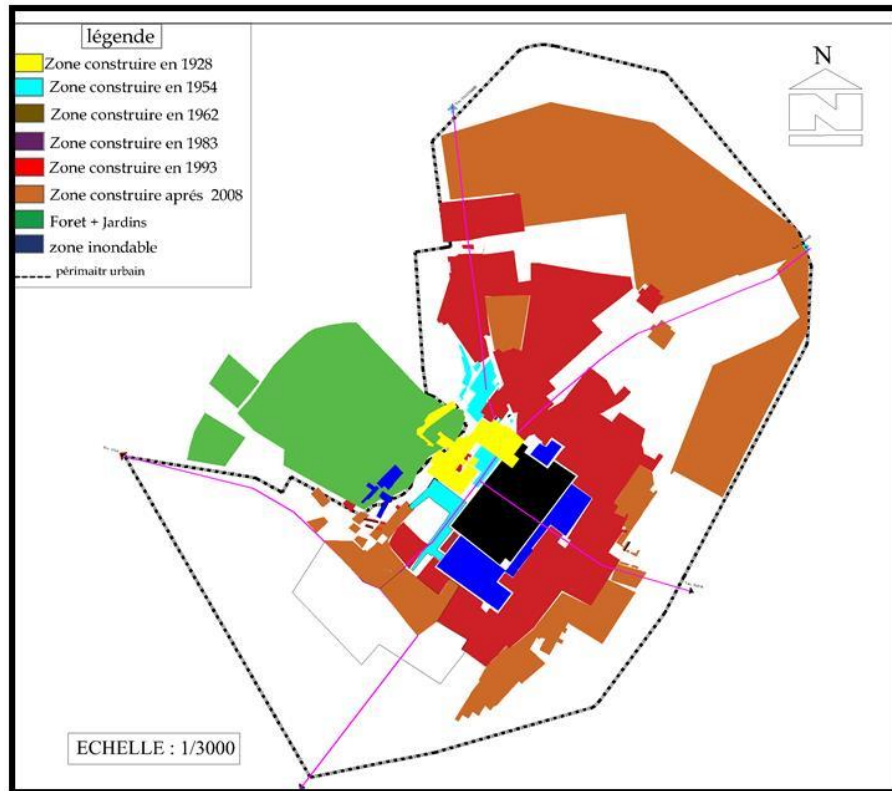 légende
Zone construire en 1928
Zone construire en 1954
Zone construire en 1962
Zone construire en 1983
Zone construire en 1993
Zone construire aprés 2008
Foret + Jardins
zone inondable
périmaitr urbain
N
ECHELLE : 1/3000